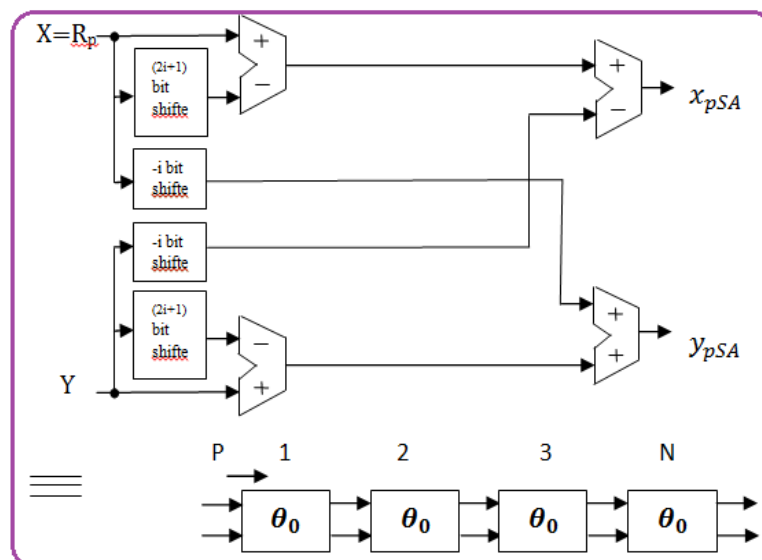 X=Rp
+
(2i+1)
bit
shifte
−
+
−
xpSA
-i bit
shifte
-i bit
shifte
(2i+1)
bit
shifte
−
+
+
+
ypSA
Y
P 1 2 3 N
θ0 θ0 θ0 θ0